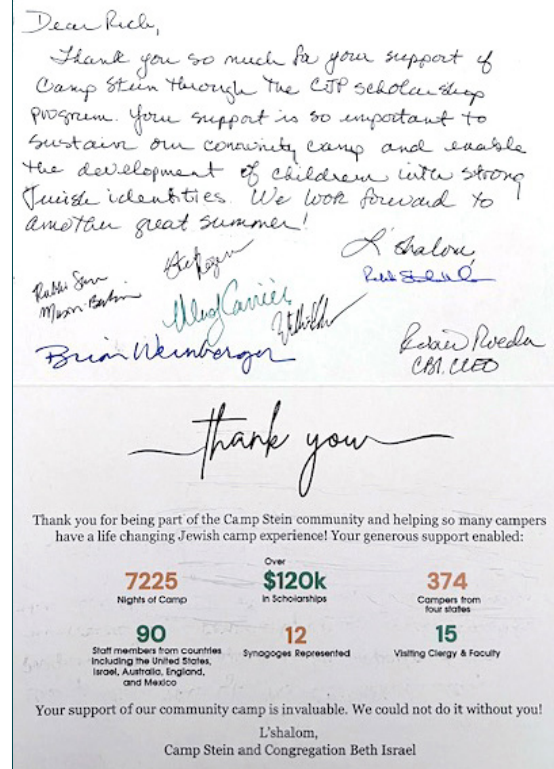 Dear Rich,
Thank you so much for your support of
Camp Stein through the CJP scholarship
program. Your support is so important to
sustain our community camp and enable
the development of children with strong
Jewish identities. We look forward to
another great summer!
L'shalom,
Rabbi
Brian Weinberger
CBI, CEO
thank you
Thank you for being part of the Camp Stein community and helping so many campers
have a life changing Jewish camp experience! Your generous support enabled:
7225
Nights of Camp
Over
$120k
in Scholarships
374
Campers from
four states
90
Staff members from countries
including the United States,
Israel, Australia, England,
and Mexico
12
Synagoges Represented
15
Visiting Clergy & Faculty
Your support of our community camp is invaluable. We could not do it without you!
L'shalom,
Camp Stein and Congregation Beth Israel